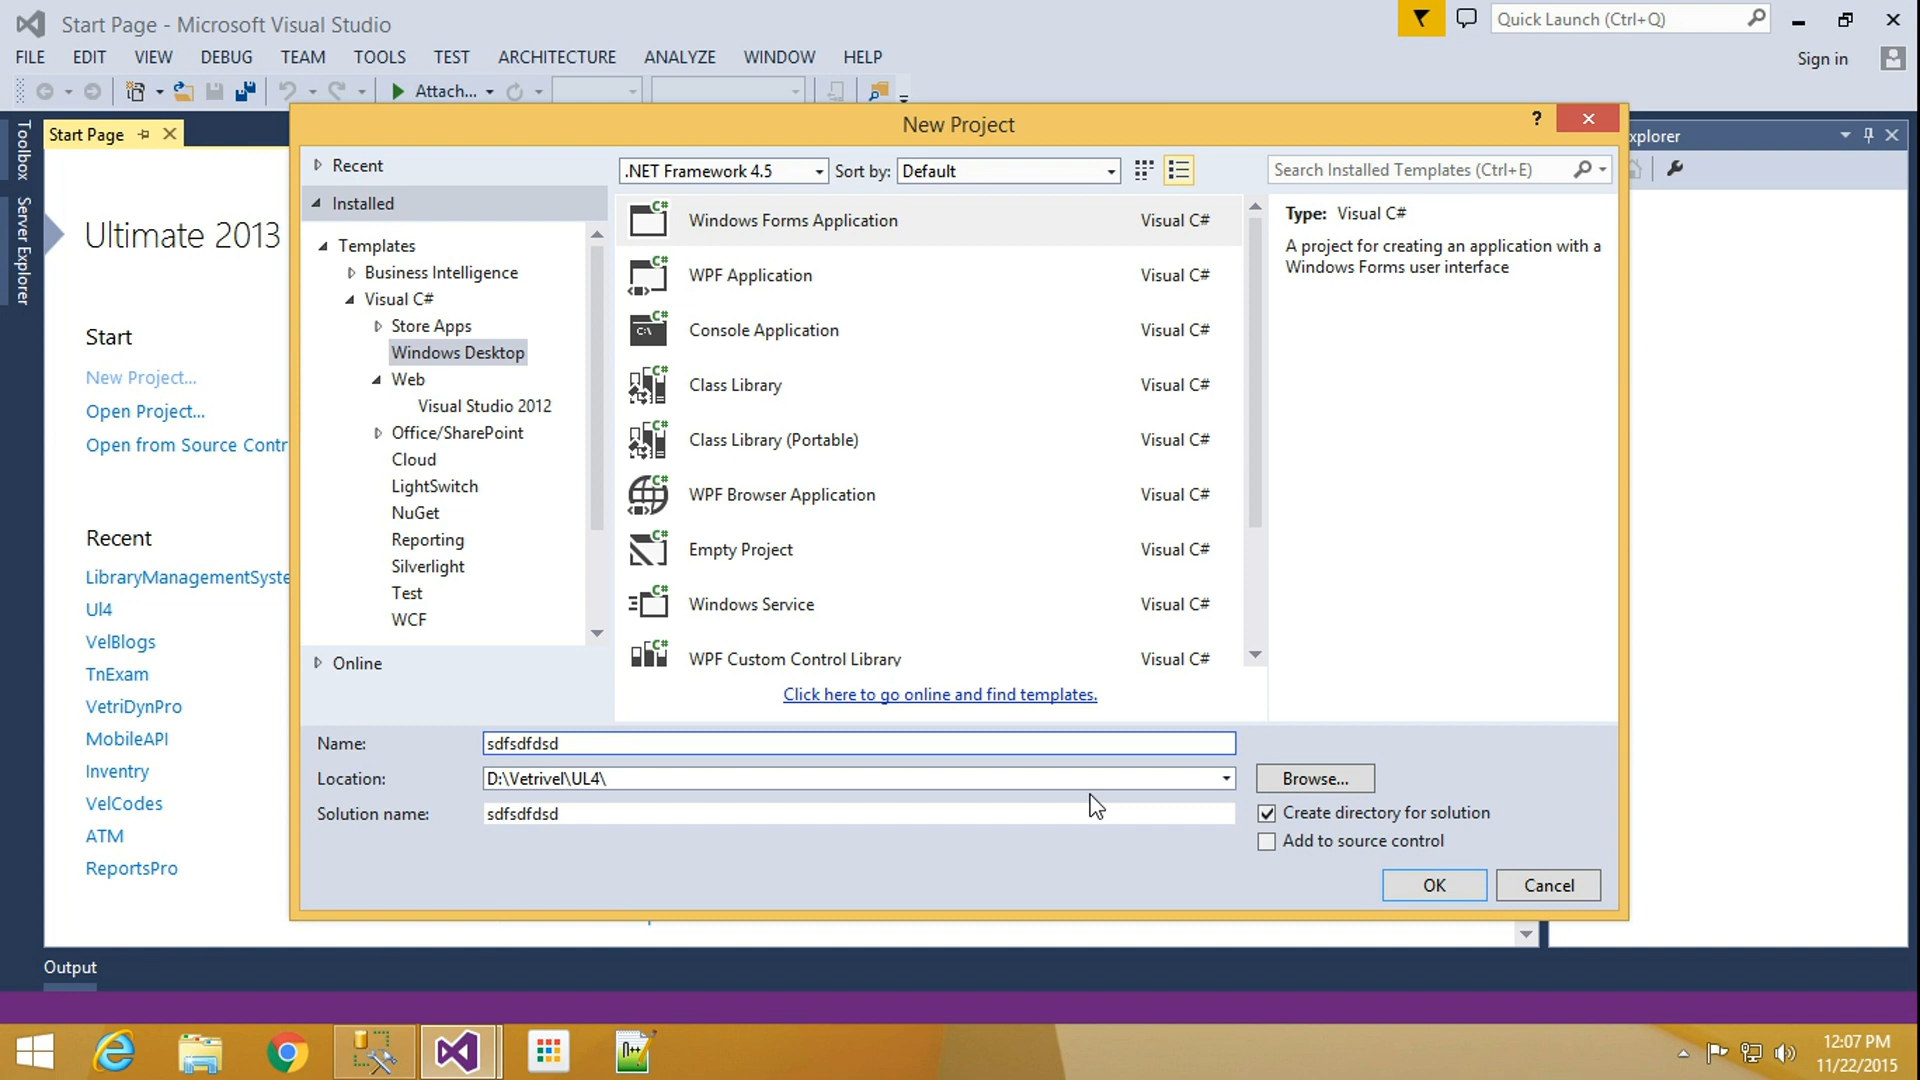 Start Page - Microsoft Visual Studio
Quick Launch (Ctrl+Q)
FILE EDIT VIEW DEBUG TEAM TOOLS TEST ARCHITECTURE ANALYZE WINDOW HELP
Sign in
Attach...
Toolbox
Server Explorer
Start Page
xplorer
Ultimate 2013
Start
New Project...
Open Project...
Open from Source Contr
Recent
LibraryManagementSyste
Ul4
VelBlogs
TnExam
VetriDynPro
MobileAPI
Inventory
VelCodes
ATM
ReportsPro
New Project
?
Recent
Installed
Templates
Business Intelligence
Visual C#
Store Apps
Windows Desktop
Web
Visual Studio 2012
Office/SharePoint
Cloud
LightSwitch
NuGet
Reporting
Silverlight
Test
WCF
Online
.NET Framework 4.5 Sort by: Default
Search Installed Templates (Ctrl+E)
Windows Forms Application Visual C#
WPF Application Visual C#
Console Application Visual C#
Class Library Visual C#
Class Library (Portable) Visual C#
WPF Browser Application Visual C#
Empty Project Visual C#
Windows Service Visual C#
WPF Custom Control Library Visual C#
Click here to go online and find templates.
Type: Visual C#
A project for creating an application with a
Windows Forms user interface
Name: sdfsdfdsd
Location: D:\Vetrivel\UL4\
Browse...
Solution name: sdfsdfdsd
Create directory for solution
Add to source control
OK Cancel
Output
12:07 PM
11/22/2015